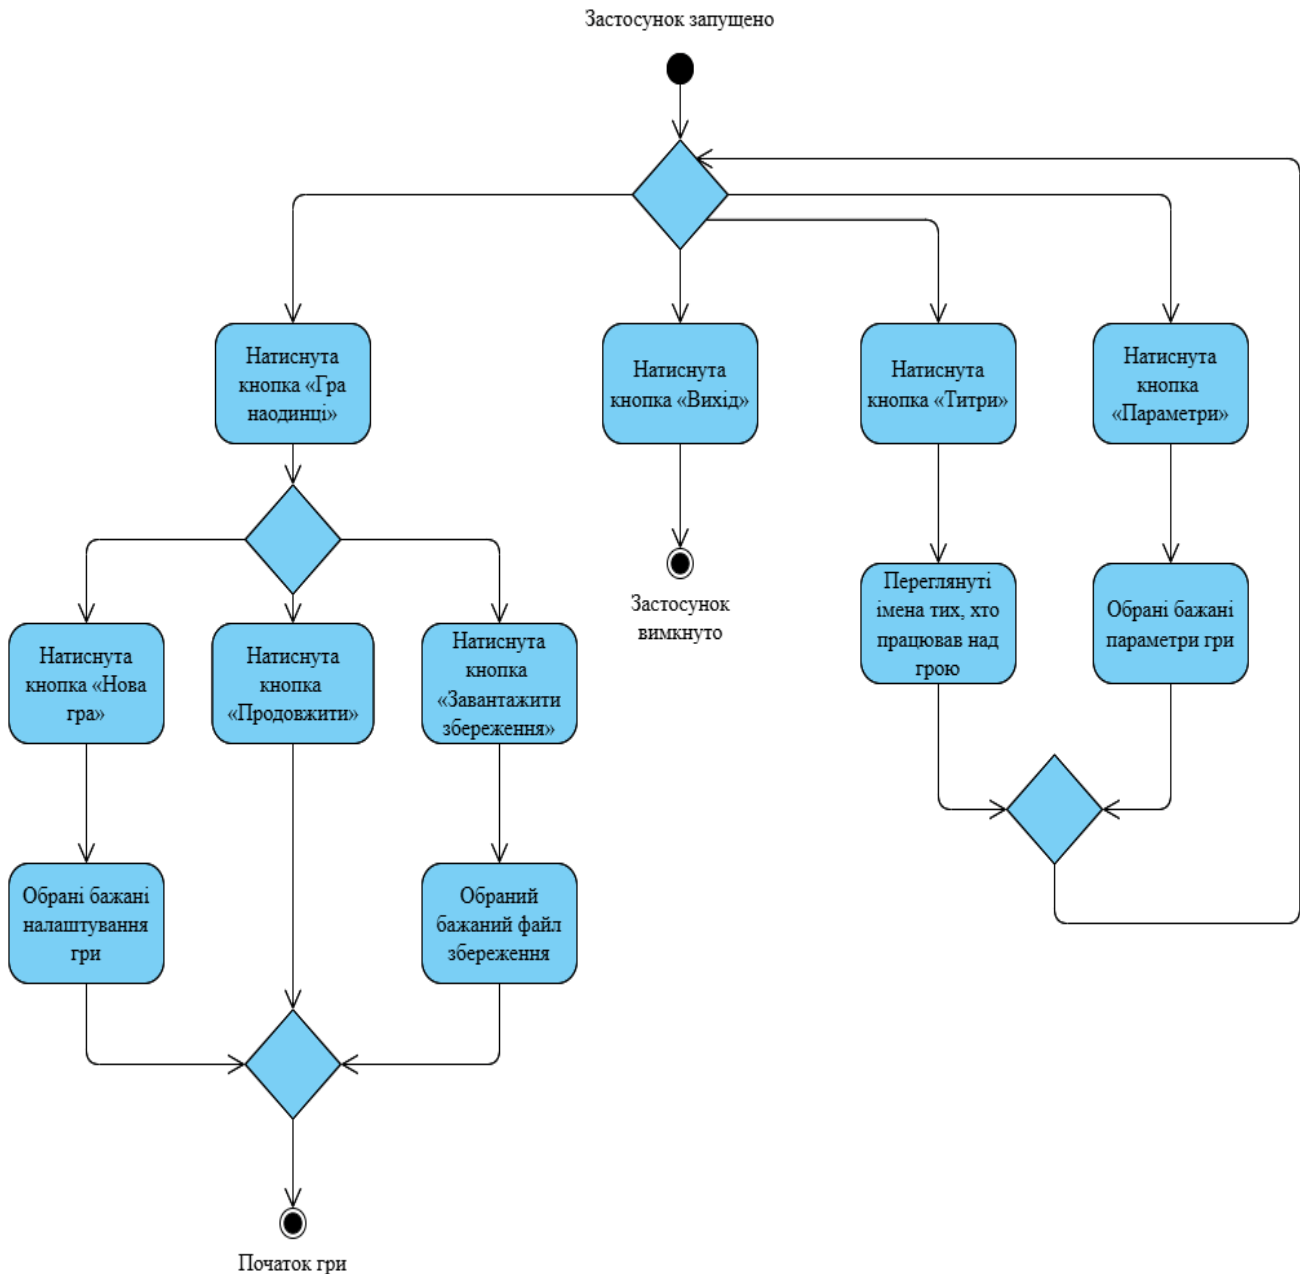 Застосунок запущено
Натиснута
кнопка «Гра
наодинці»
Натиснута
кнопка «Вихід»
Натиснута
кнопка «Титри»
Натиснута
кнопка
«Параметри»
Застосунок
вимкнуто
Переглянуті
імена тих, хто
працював над
грою
Обрані бажані
параметри гри
Натиснута
кнопка «Нова
гра»
Натиснута
кнопка
«Продовжити»
Натиснута
кнопка
«Завантажити
збереження»
Обрані бажані
налаштування
гри
Обраний
бажаний файл
збереження
Початок гри